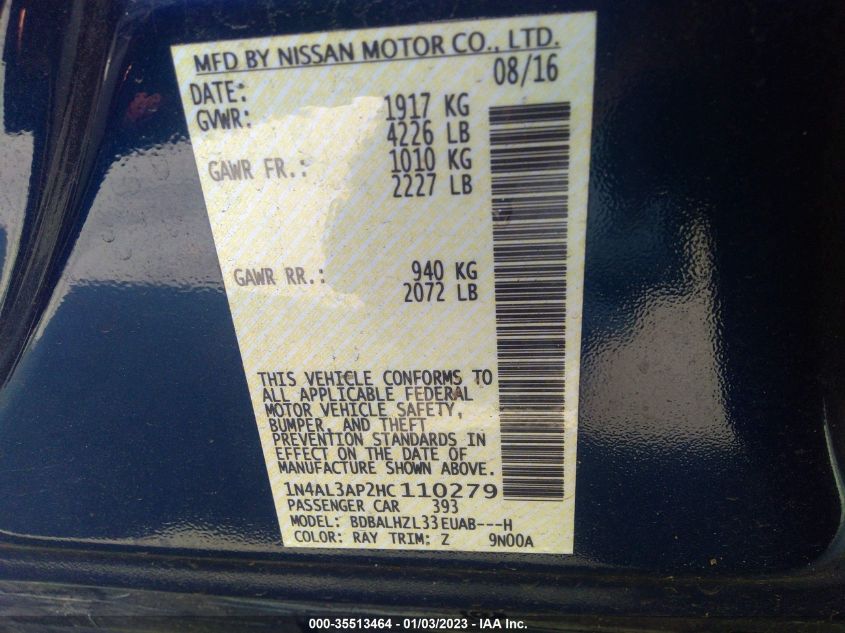 MFD BY NISSAN MOTOR CO., LTD.
DATE: 08/16
GVWR: 1917 KG
4226 LB
GAWR FR.: 1010 KG
2227 LB
GAWR RR.: 940 KG
2072 LB
THIS VEHICLE CONFORMS TO
ALL APPLICABLE FEDERAL
MOTOR VEHICLE SAFETY,
BUMPER, AND THEFT
PREVENTION STANDARDS IN
EFFECT ON THE DATE OF
MANUFACTURE SHOWN ABOVE.
1N4AL3AP2HC110279
PASSENGER CAR 393
MODEL: BDBALHZL33EUAB---H
COLOR: RAY TRIM: Z 9N00A
000-35513464 - 01/03/2023 - IAA Inc.